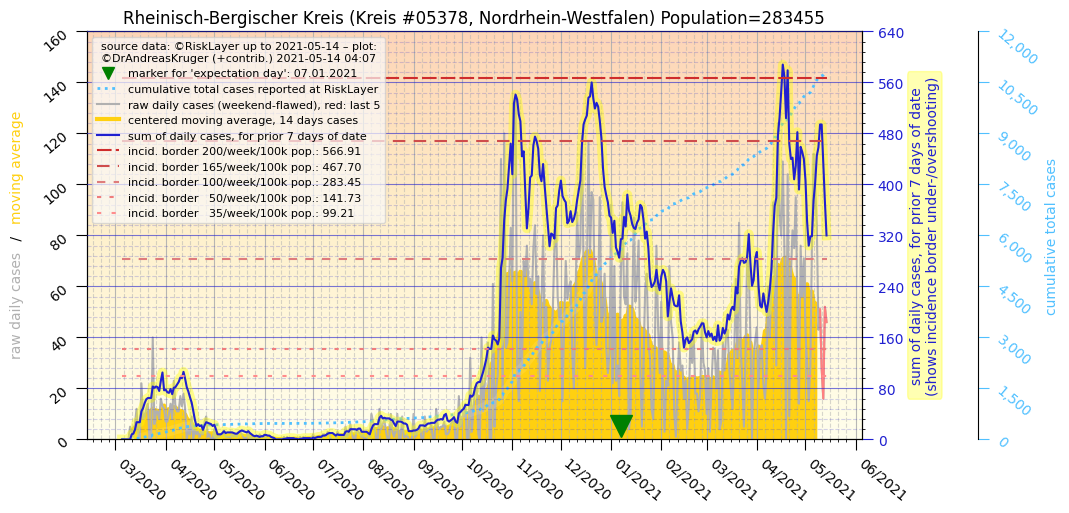 Rheinisch-Bergischer Kreis (Kreis #05378, Nordrhein-Westfalen) Population=283455
source data: ©RiskLayer up to 2021-05-14 – plot:
©DrAndreasKruger (+contrib.) 2021-05-14 04:07
marker for 'expectation day': 07.01.2021
cumulative total cases reported at RiskLayer
raw daily cases (weekend-flawed), red: last 5
centered moving average, 14 days cases
sum of daily cases, for prior 7 days of date
incid. border 200/week/100k pop.: 566.91
incid. border 165/week/100k pop.: 467.70
incid. border 100/week/100k pop.: 283.45
incid. border   50/week/100k pop.: 141.73
incid. border   35/week/100k pop.: 99.21
raw daily cases / moving average
160
140
120
100
80
60
40
20
0
03/2020
04/2020
05/2020
06/2020
07/2020
08/2020
09/2020
10/2020
11/2020
12/2020
01/2021
02/2021
03/2021
04/2021
05/2021
06/2021
640
560
480
400
320
240
160
80
0
sum of daily cases, for prior 7 days of date
(shows incidence border under-/overshooting)
12,000
10,500
9,000
7,500
6,000
4,500
3,000
1,500
0
cumulative total cases